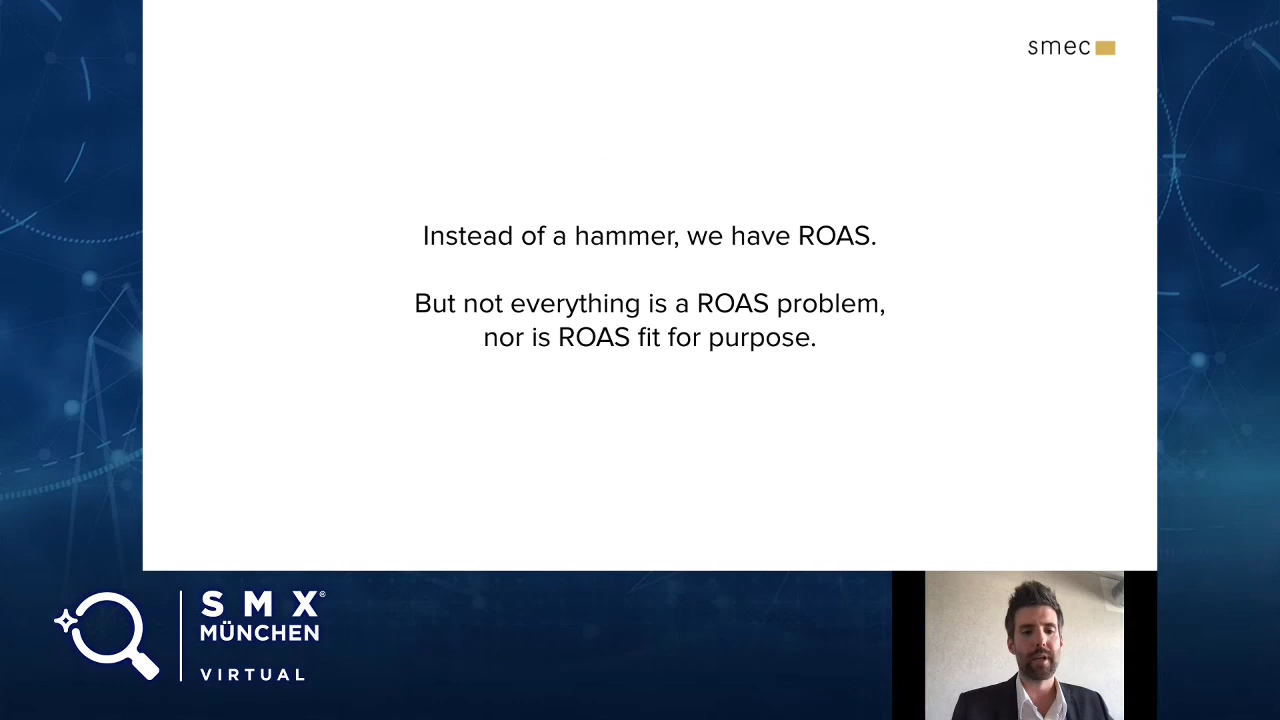 smec
Instead of a hammer, we have ROAS.
But not everything is a ROAS problem,
nor is ROAS fit for purpose.
SMX®
MÜNCHEN
VIRTUAL